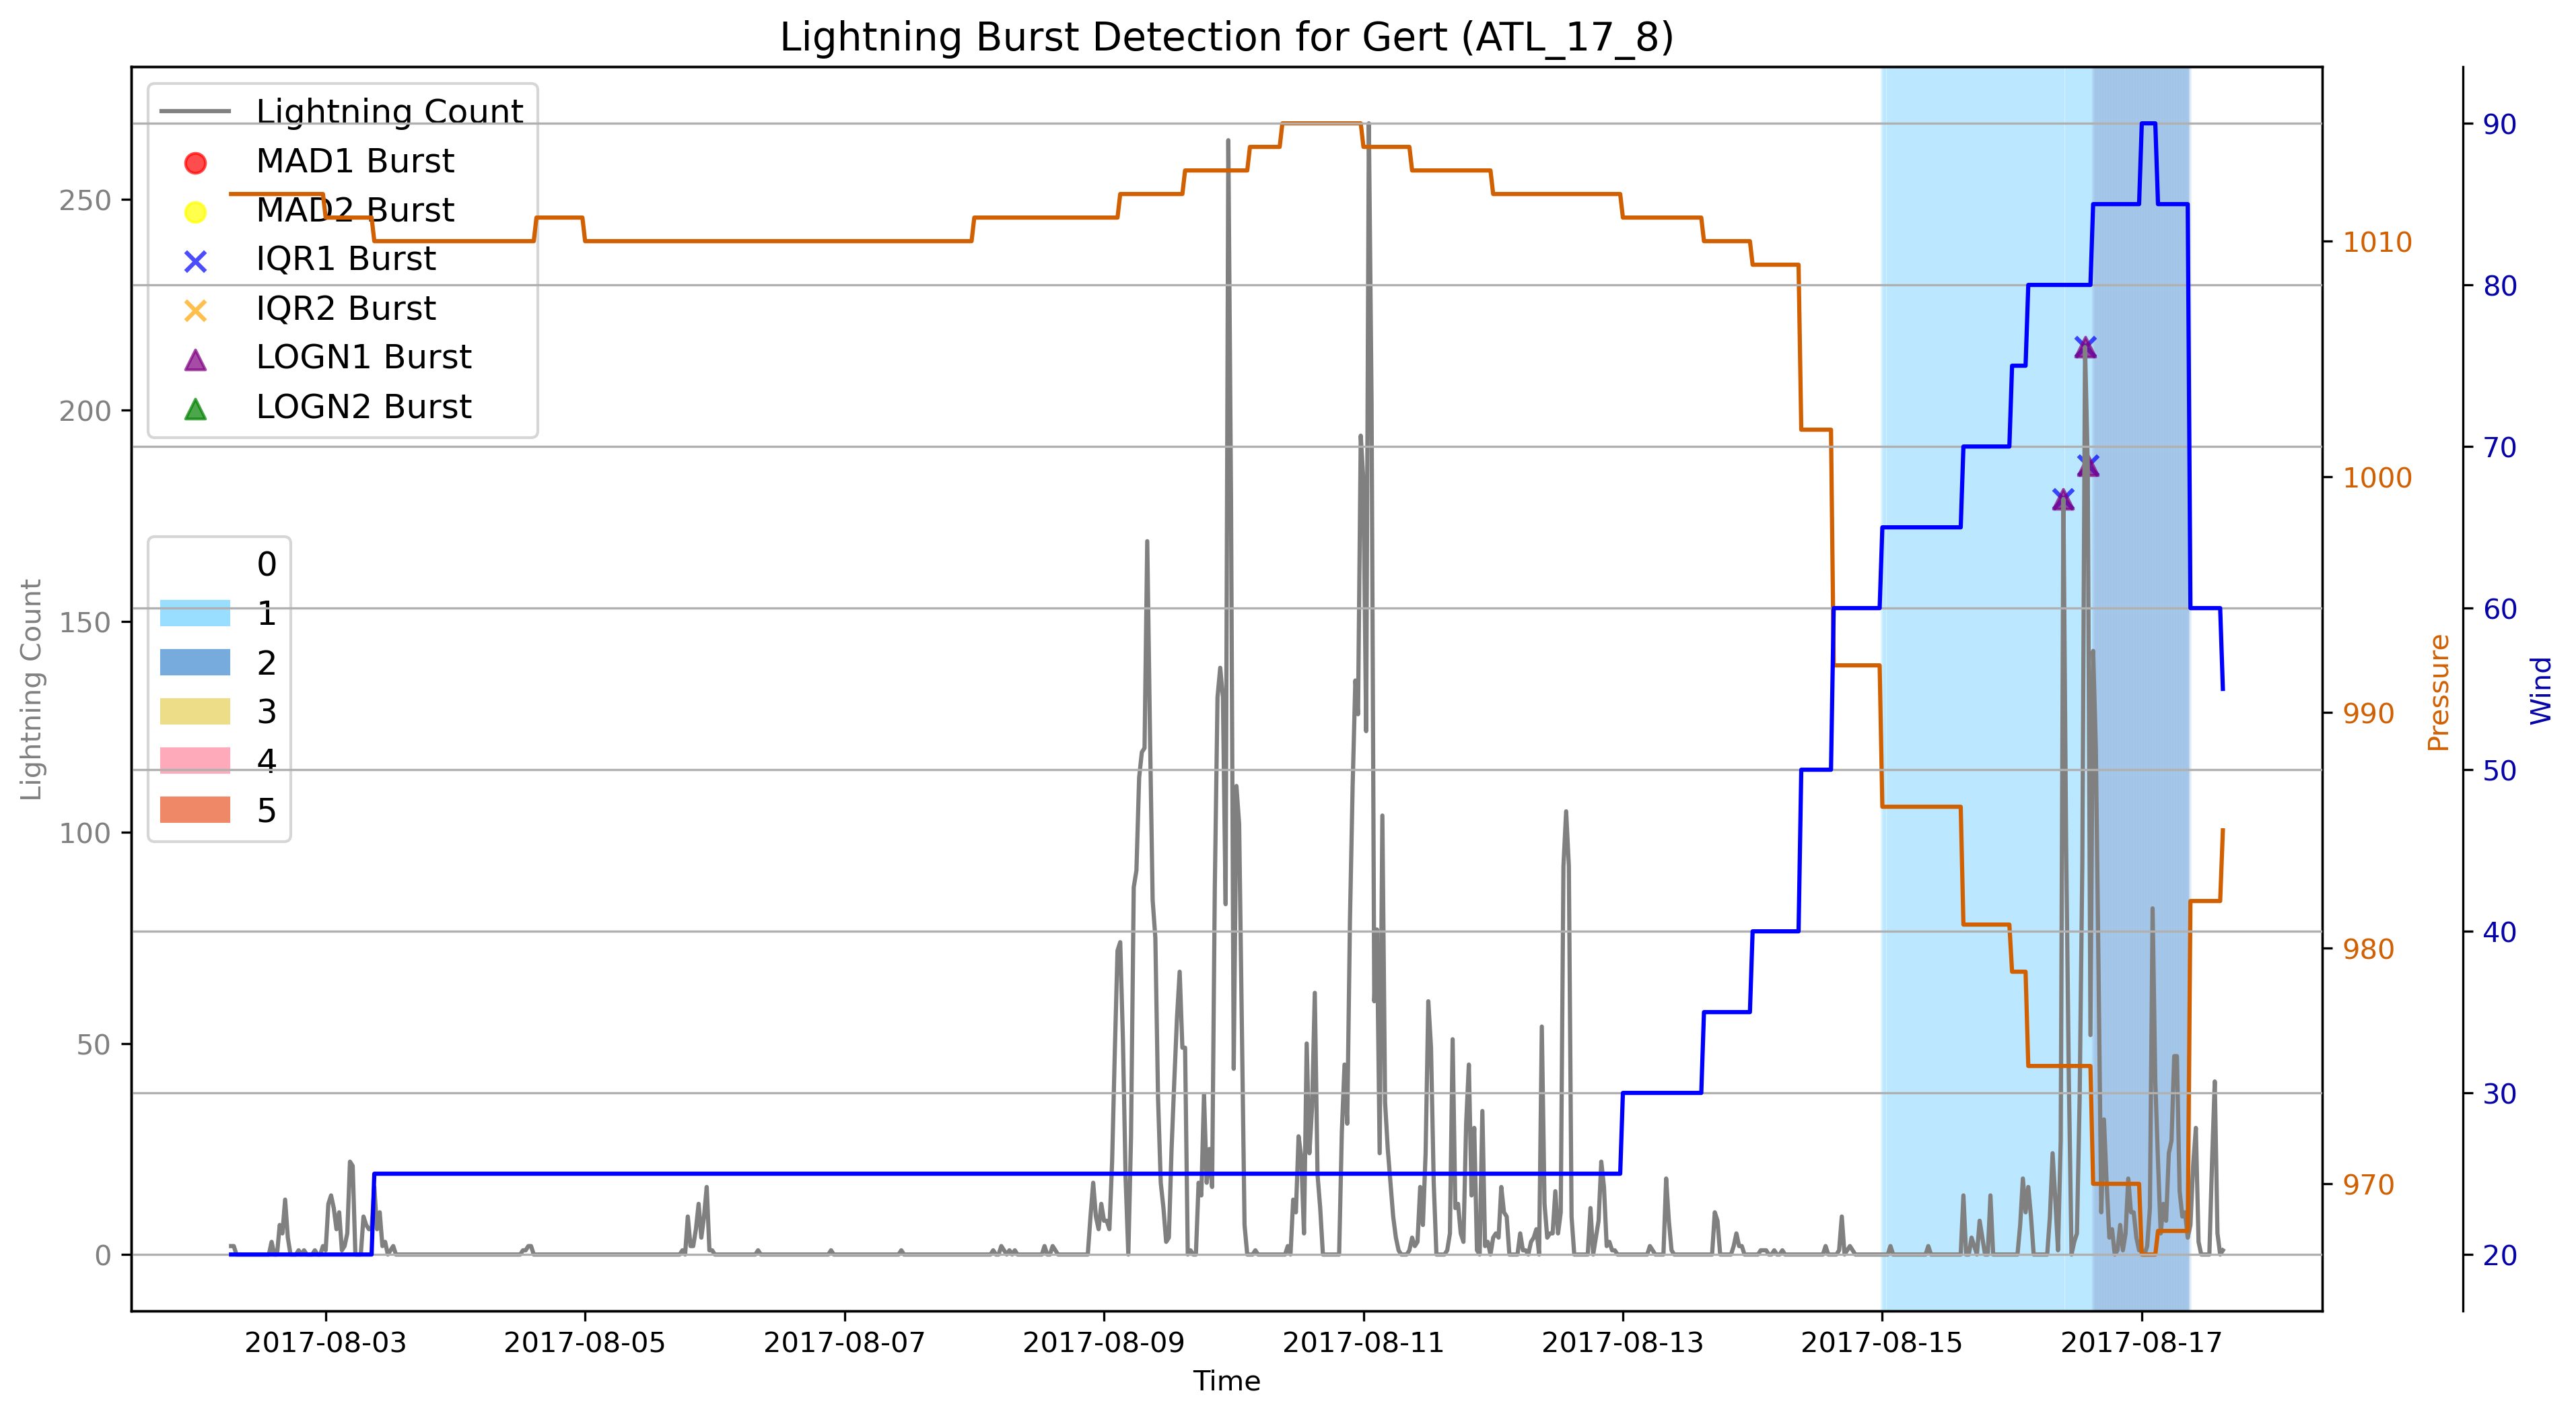 Lightning Burst Detection for Gert (ATL_17_8)
Lightning Count
MAD1 Burst
MAD2 Burst
IQR1 Burst
IQR2 Burst
LOGN1 Burst
LOGN2 Burst
0
1
2
3
4
5
Lightning Count
250
200
150
100
50
0
1010
1000
990
980
970
Pressure
90
80
70
60
50
40
30
20
Wind
2017-08-03
2017-08-05
2017-08-07
2017-08-09
2017-08-11
2017-08-13
2017-08-15
2017-08-17
Time